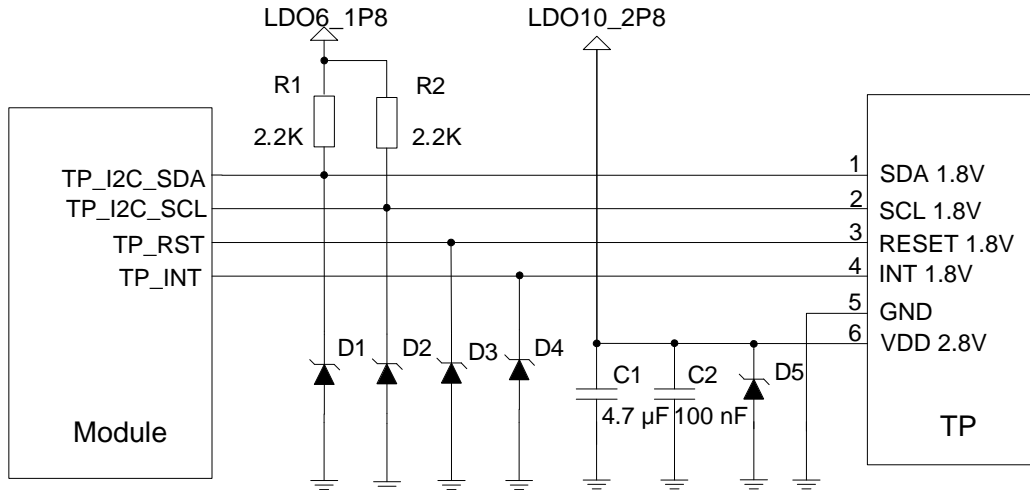 LDO6_1P8
LDO10_2P8
R1
R2
2.2K
2.2K
TP_I2C_SDA
1
SDA 1.8V
TP_I2C_SCL
2
SCL 1.8V
TP_RST
3
RESET 1.8V
TP_INT
4
INT 1.8V
5
GND
6
VDD 2.8V
D1
D2
D3
D4
C1
C2
D5
4.7 µF
100 nF
Module
TP